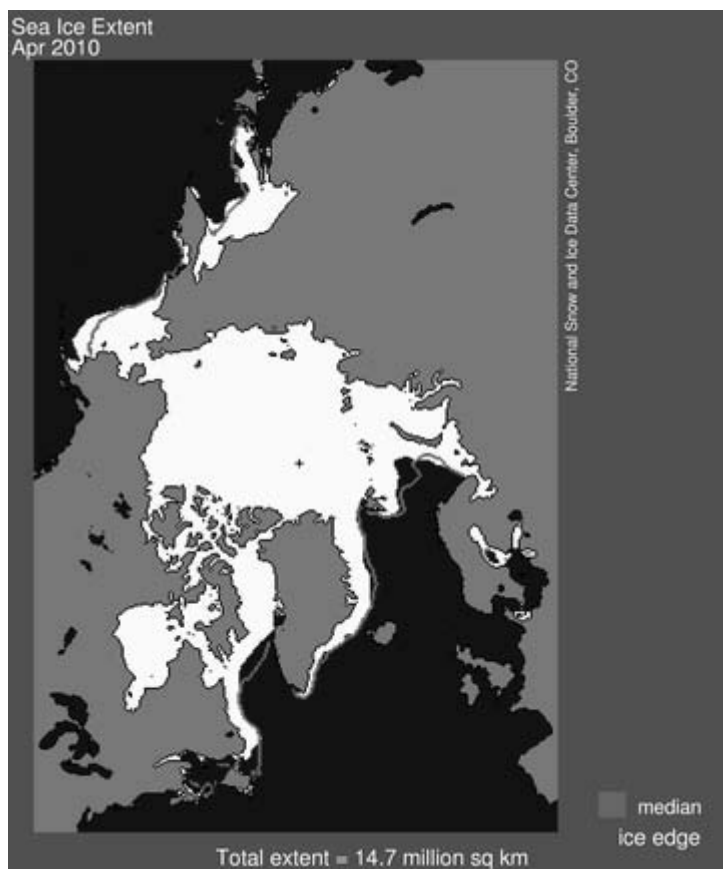 Sea Ice Extent
Apr 2010
National Snow and Ice Data Center, Boulder, CO
median
ice edge
Total extent = 14.7 million sq km